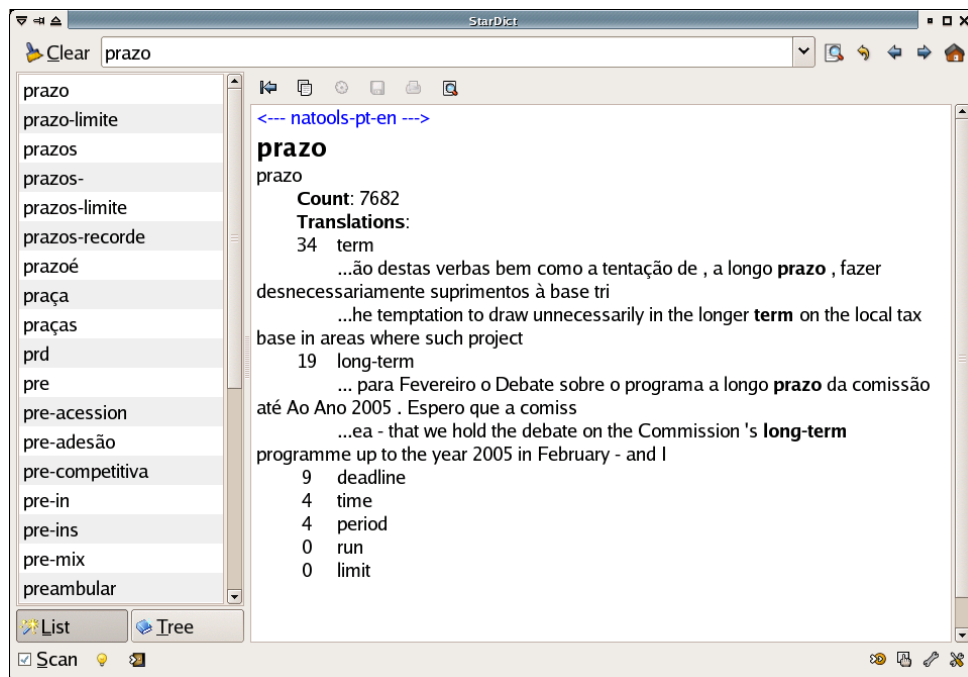 StarDict
Clear prazo
prazo
prazo-limite
prazos
prazos-
prazos-limite
prazos-recorde
prazoé
praça
praças
prd
pre
pre-acession
pre-adesão
pre-competitiva
pre-in
pre-ins
pre-mix
preambular
List Tree
Scan
<--- natools-pt-en --->
prazo
prazo
Count: 7682
Translations:
34 term
...ão destas verbas bem como a tentação de , a longo prazo , fazer
desnecessariamente suprimentos à base tri
...he temptation to draw unnecessarily in the longer term on the local tax
base in areas where such project
19 long-term
... para Fevereiro o Debate sobre o programa a longo prazo da comissão
até Ao Ano 2005 . Espero que a comiss
...ea - that we hold the debate on the Commission 's long-term
programme up to the year 2005 in February - and I
9 deadline
4 time
4 period
0 run
0 limit